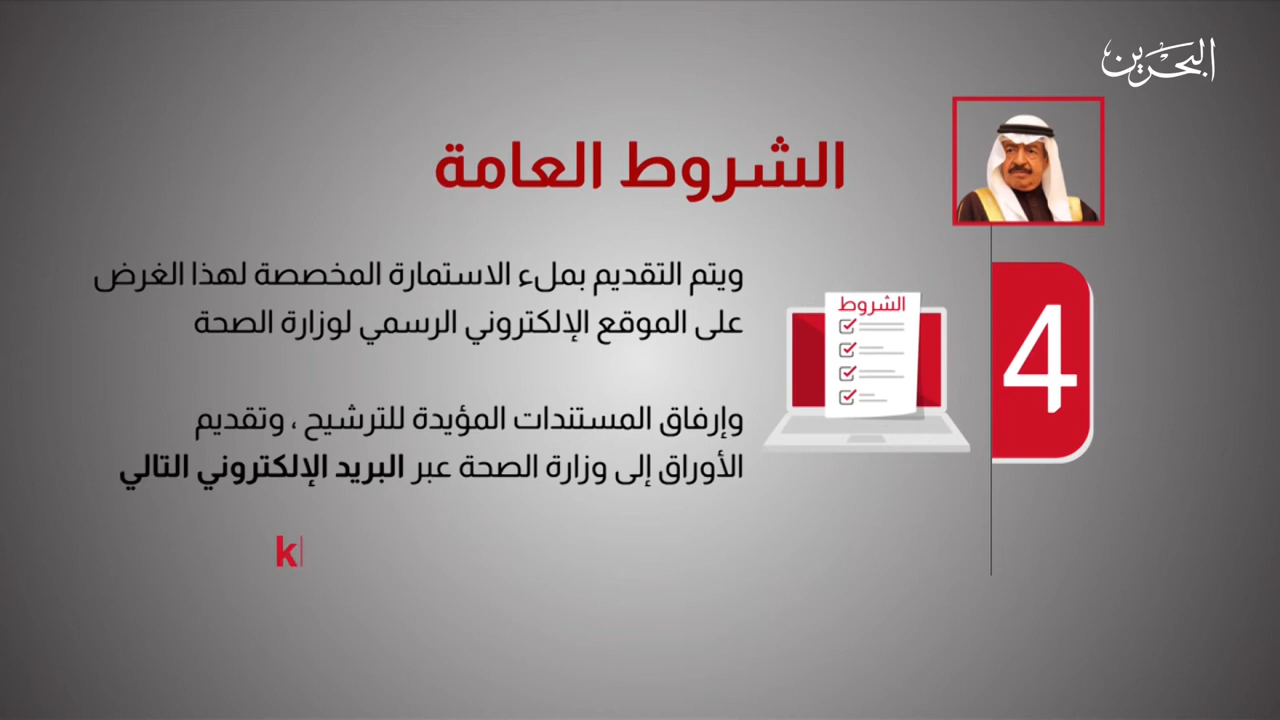 البحرين
الشروط العامة
ويتم التقديم بملء الاستمارة المخصصة لهذا الغرض
على الموقع الإلكتروني الرسمي لوزارة الصحة
وإرفاق المستندات المؤيدة للترشيح ، وتقديم
الأوراق إلى وزارة الصحة عبر البريد الإلكتروني التالي
k
الشروط
4